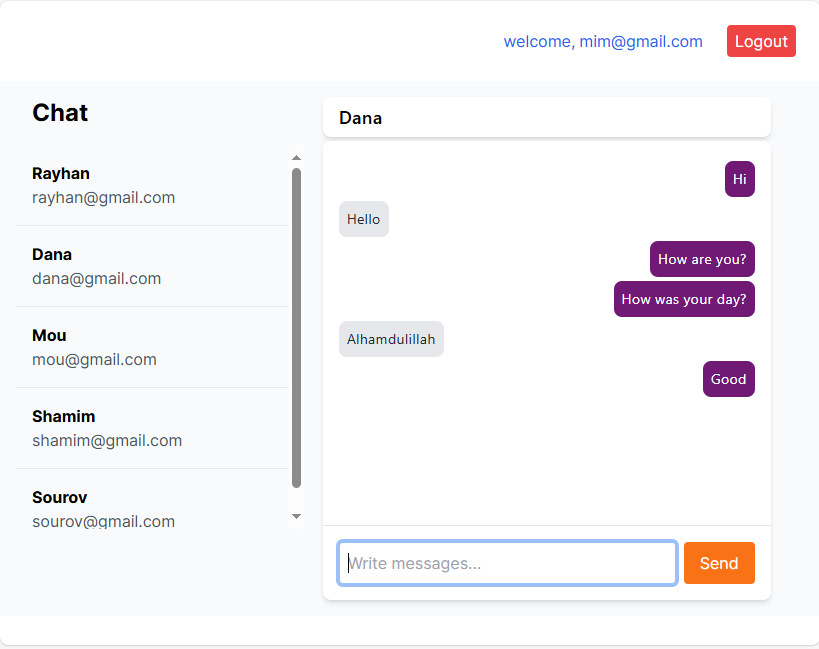 welcome, mim@gmail.com
Logout
Chat
Rayhan
rayhan@gmail.com
Dana
dana@gmail.com
Mou
mou@gmail.com
Shamim
shamim@gmail.com
Sourov
sourov@gmail.com
Dana
Hi
Hello
How are you?
How was your day?
Alhamdulillah
Good
Write messages...
Send